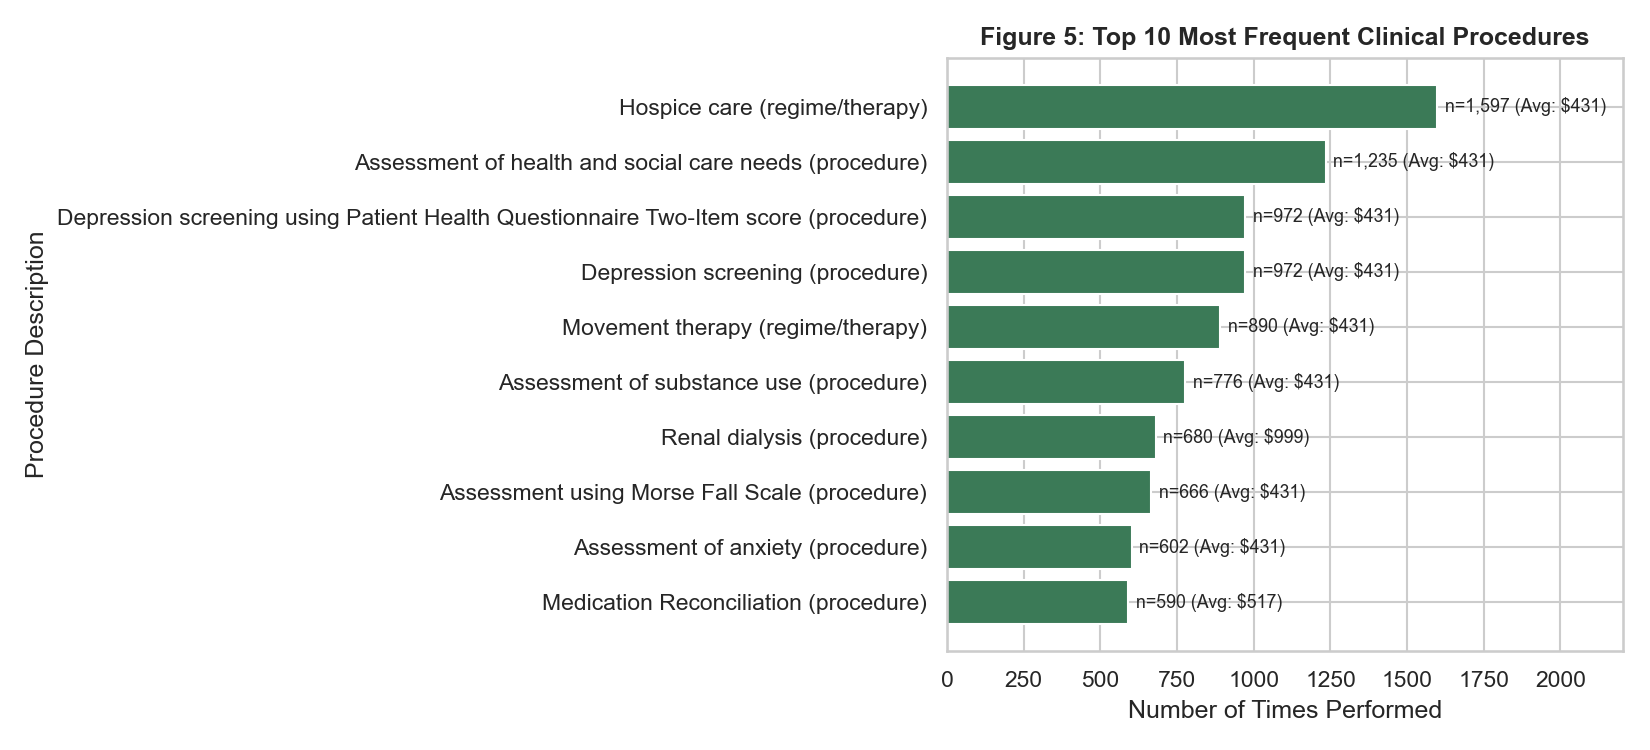 Figure 5: Top 10 Most Frequent Clinical Procedures
Procedure Description
Hospice care (regime/therapy) n=1,597 (Avg: $431)
Assessment of health and social care needs (procedure) n=1,235 (Avg: $431)
Depression screening using Patient Health Questionnaire Two-Item score (procedure) n=972 (Avg: $431)
Depression screening (procedure) n=972 (Avg: $431)
Movement therapy (regime/therapy) n=890 (Avg: $431)
Assessment of substance use (procedure) n=776 (Avg: $431)
Renal dialysis (procedure) n=680 (Avg: $999)
Assessment using Morse Fall Scale (procedure) n=666 (Avg: $431)
Assessment of anxiety (procedure) n=602 (Avg: $431)
Medication Reconciliation (procedure) n=590 (Avg: $517)
0 250 500 750 1000 1250 1500 1750 2000
Number of Times Performed